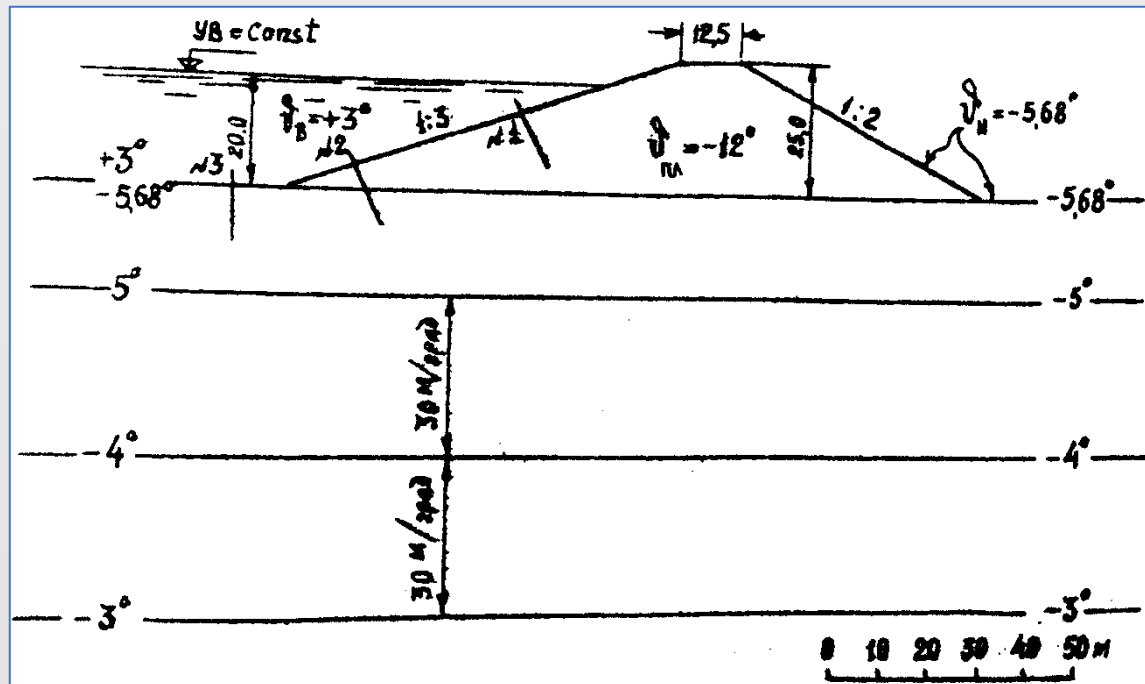 УВ = Const
12,5
20.0
ϑв = +3°
1:3
№1
№2
ϑпл = -12°
25,0
1:2
ϑн = -5,68°
+3°
№3
-5,68°
-5,68°
-5°
-5°
30 м/град
-4°
-4°
30 м/град
-3°
-3°
0 10 20 30 40 50 м